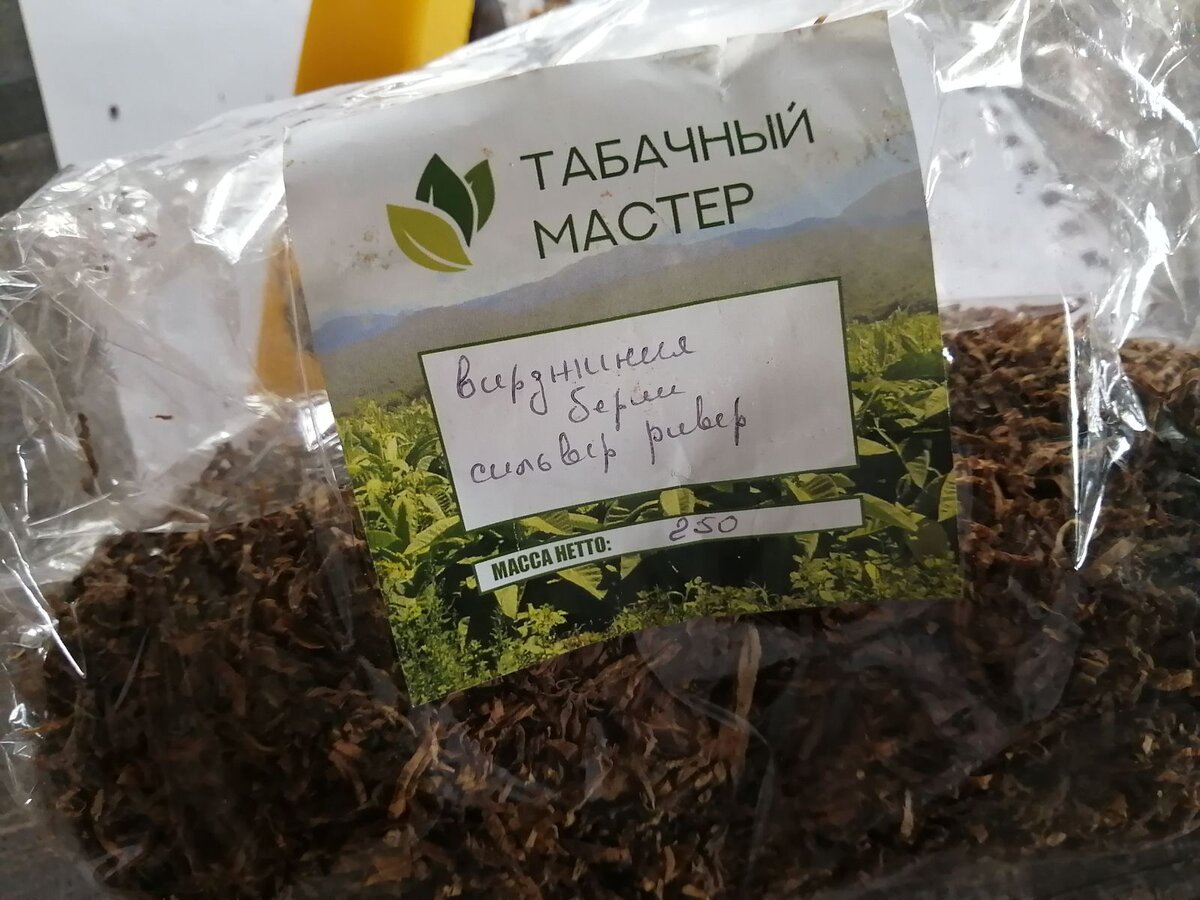 ТАБАЧНЫЙ
МАСТЕР
вирджиния
берли
сильвер ривер
МАССА НЕТТО: 250